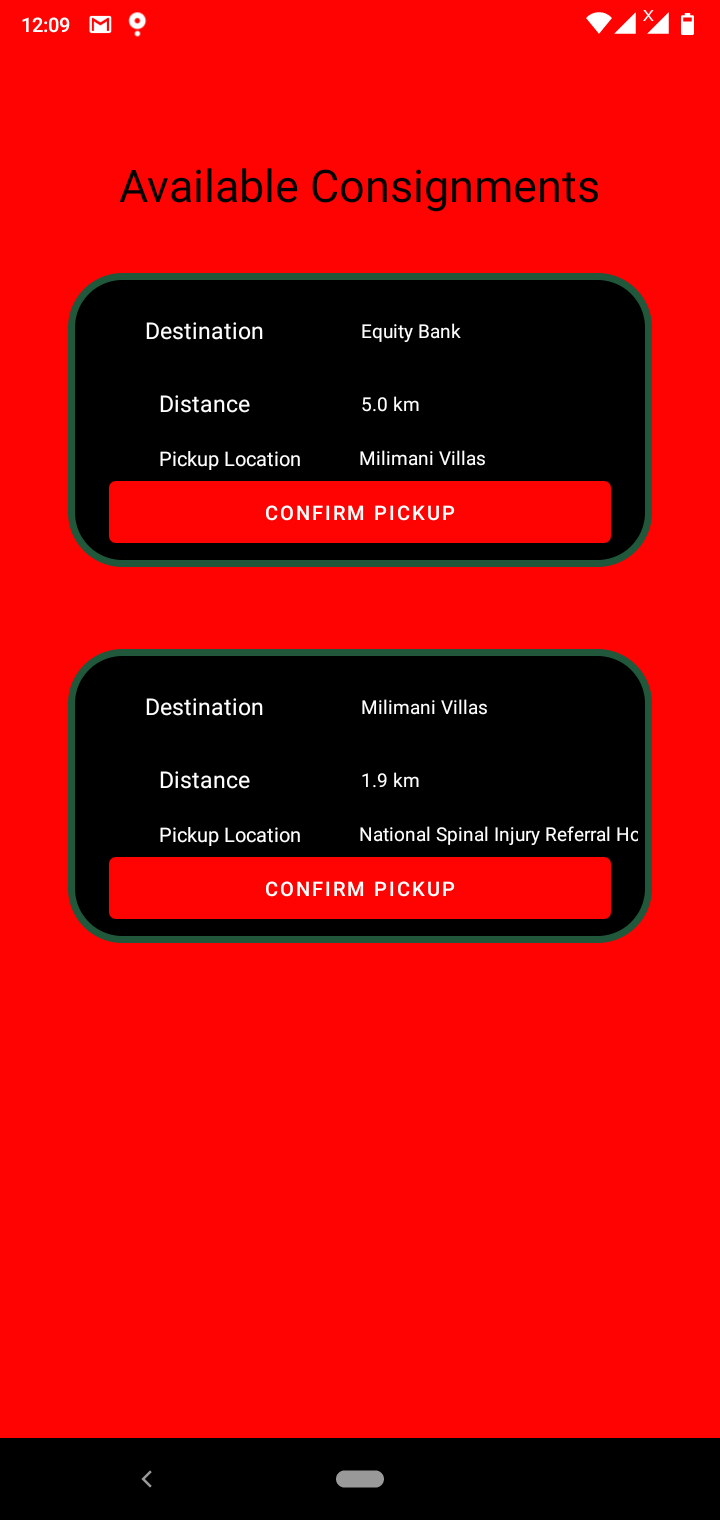 12:09
X
Available Consignments
Destination Equity Bank
Distance 5.0 km
Pickup Location Milimani Villas
CONFIRM PICKUP
Destination Milimani Villas
Distance 1.9 km
Pickup Location National Spinal Injury Referral Ho
CONFIRM PICKUP